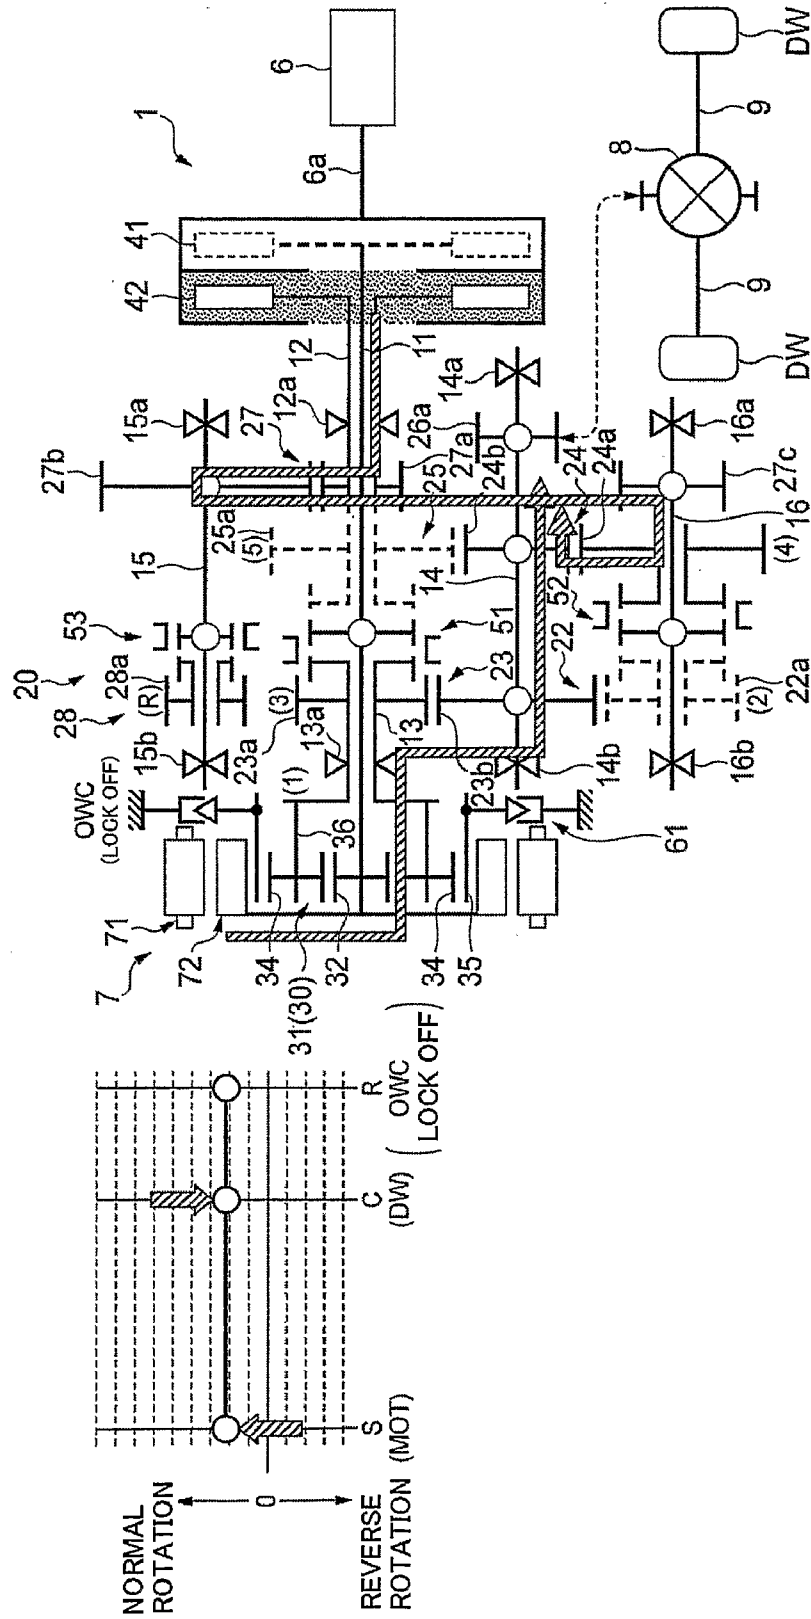 NORMAL
ROTATION
0
REVERSE
ROTATION
S
(MOT)
C
(DW)
R
( OWC
LOCK OFF )
7
71
72
34
31(30)
32
34
35
OWC
(LOCK OFF)
36
61
20
28
28a
(R)
15b
53
15
15a
27b
23a
(3)
13a
(1)
13
23
23b
51
25a
(5)
25
27
27a
12a
12
11
42
41
1
6a
6
14
14a
14b
24b
26a
24
24a
22
22a
(2)
52
16b
16
16a
(4)
27c
8
9
9
DW
DW